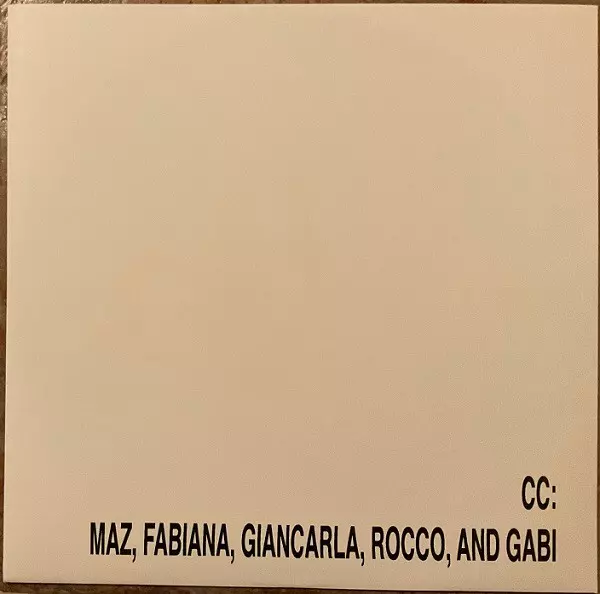 CC:
MAZ, FABIANA, GIANCARLA, ROCCO, AND GABI